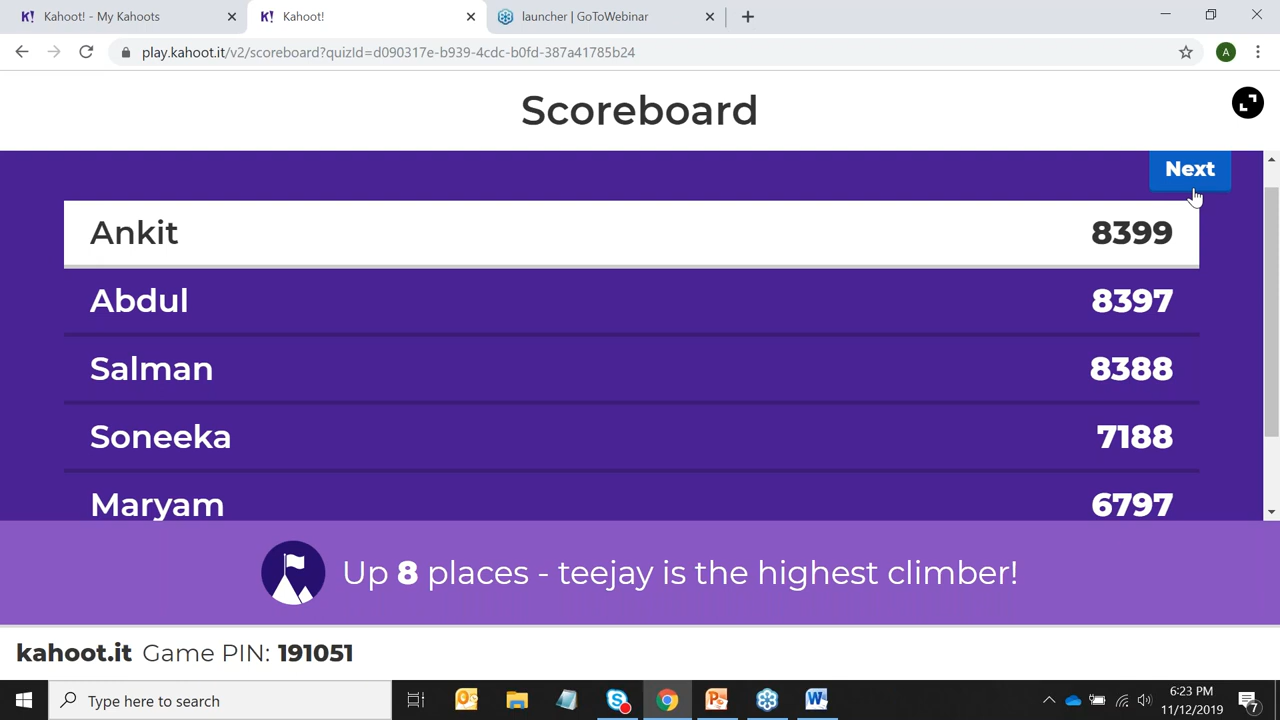 K! Kahoot! - My Kahoots
K! Kahoot!
launcher | GoToWebinar
play.kahoot.it/v2/scoreboard?quizId=d090317e-b939-4cdc-b0fd-387a41785b24
A
Scoreboard
Next
Ankit 8399
Abdul 8397
Salman 8388
Soneeka 7188
Maryam 6797
Up 8 places - teejay is the highest climber!
kahoot.it Game PIN: 191051
Type here to search
6:23 PM
11/12/2019
7